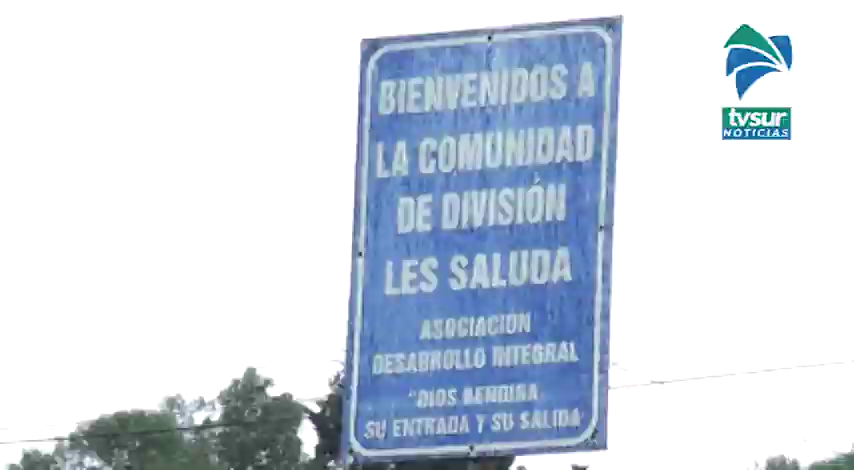 BIENVENIDOS A
LA COMUNIDAD
DE DIVISIÓN
LES SALUDA
ASOCIACION
DESARROLLO INTEGRAL
"DIOS BENDIGA
SU ENTRADA Y SU SALIDA
tvsur
NOTICIAS